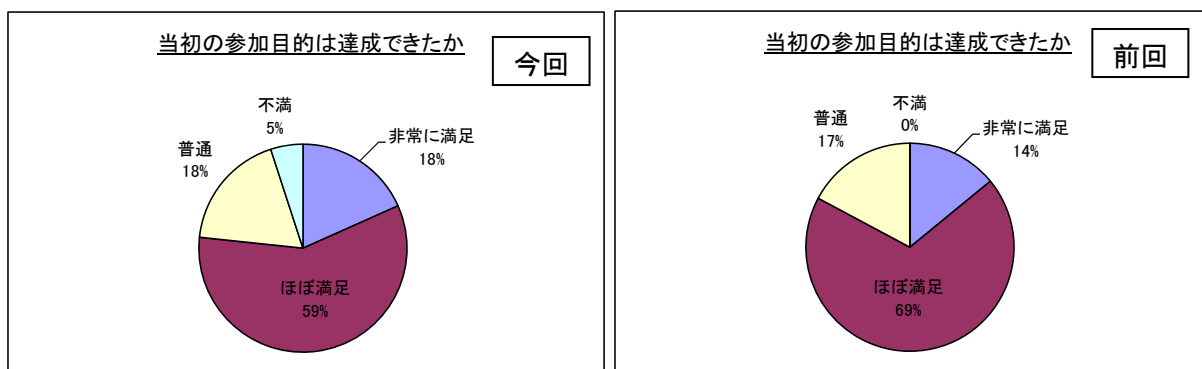 当初の参加目的は達成できたか
今回
不満
5%
非常に満足
18%
普通
18%
ほぼ満足
59%
当初の参加目的は達成できたか
前回
不満
0%
普通
17%
非常に満足
14%
ほぼ満足
69%